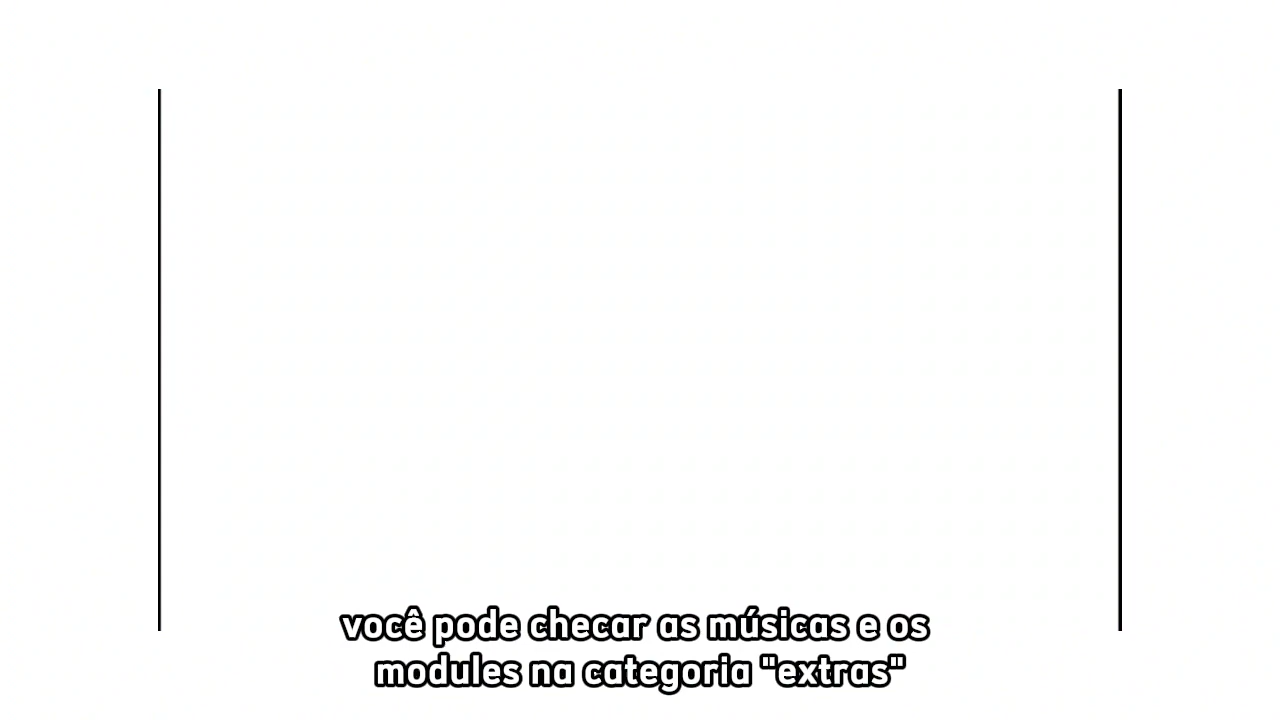 você pode checar as músicas e os
modules na categoria "extras"